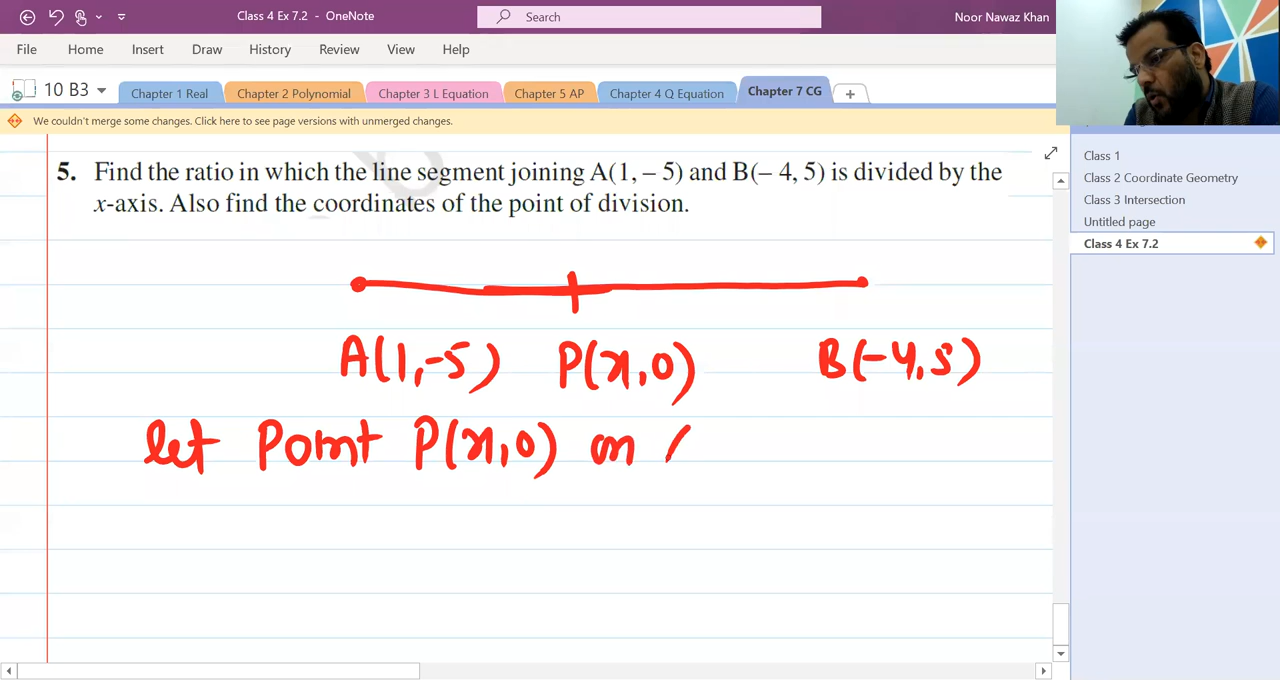 Class 4 Ex 7.2 - OneNote
Search
Noor Nawaz Khan
File Home Insert Draw History Review View Help
10 B3
Chapter 1 Real Chapter 2 Polynomial Chapter 3 L Equation Chapter 5 AP Chapter 4 Q Equation Chapter 7 CG
We couldn't merge some changes. Click here to see page versions with unmerged changes.
Class 1
Class 2 Coordinate Geometry
Class 3 Intersection
Untitled page
Class 4 Ex 7.2
5. Find the ratio in which the line segment joining A(1, – 5) and B(– 4, 5) is divided by the
x-axis. Also find the coordinates of the point of division.
A(1,-5) P(x,0) B(-4,5)
let Point P(x,0) on